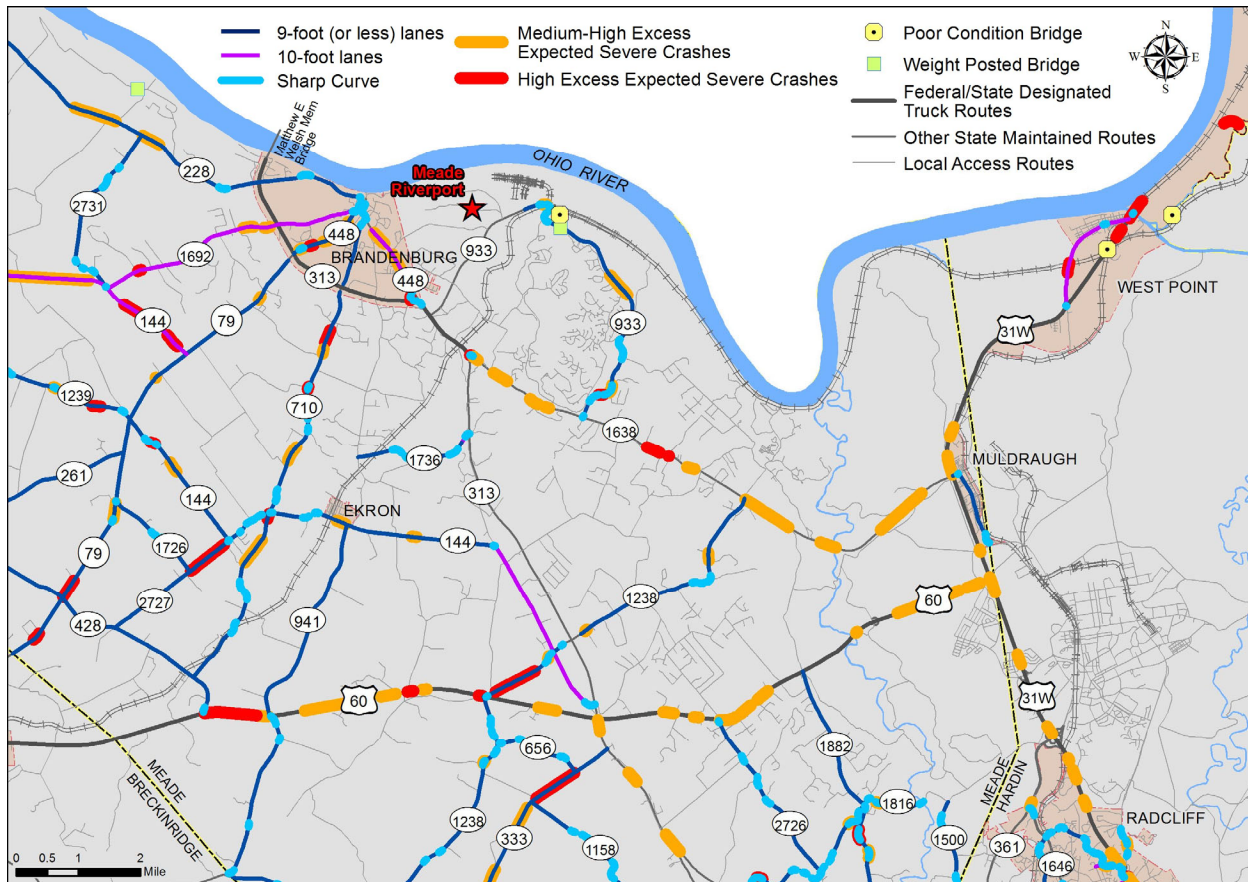 9-foot (or less) lanes
10-foot lanes
Sharp Curve
Medium-High Excess
Expected Severe Crashes
High Excess Expected Severe Crashes
Poor Condition Bridge
Weight Posted Bridge
Federal/State Designated
Truck Routes
Other State Maintained Routes
Local Access Routes
N
W E
S
Matthew E
Welsh Mem
Bridge
OHIO RIVER
Meade
Riverport
228
2731
448
933
1692
BRANDENBURG
313
448
WEST POINT
144
79
933
31W
1239
710
1638
1736
MULDRAUGH
261
144
313
EKRON
79
1726
144
2727
1238
60
428
941
60
31W
656
1882
MEADE
BRECKINRIDGE
MEADE
HARDIN
1816
RADCLIFF
1238
333
2726
1500
361
1158
1646
0 0.5 1 2
Mile